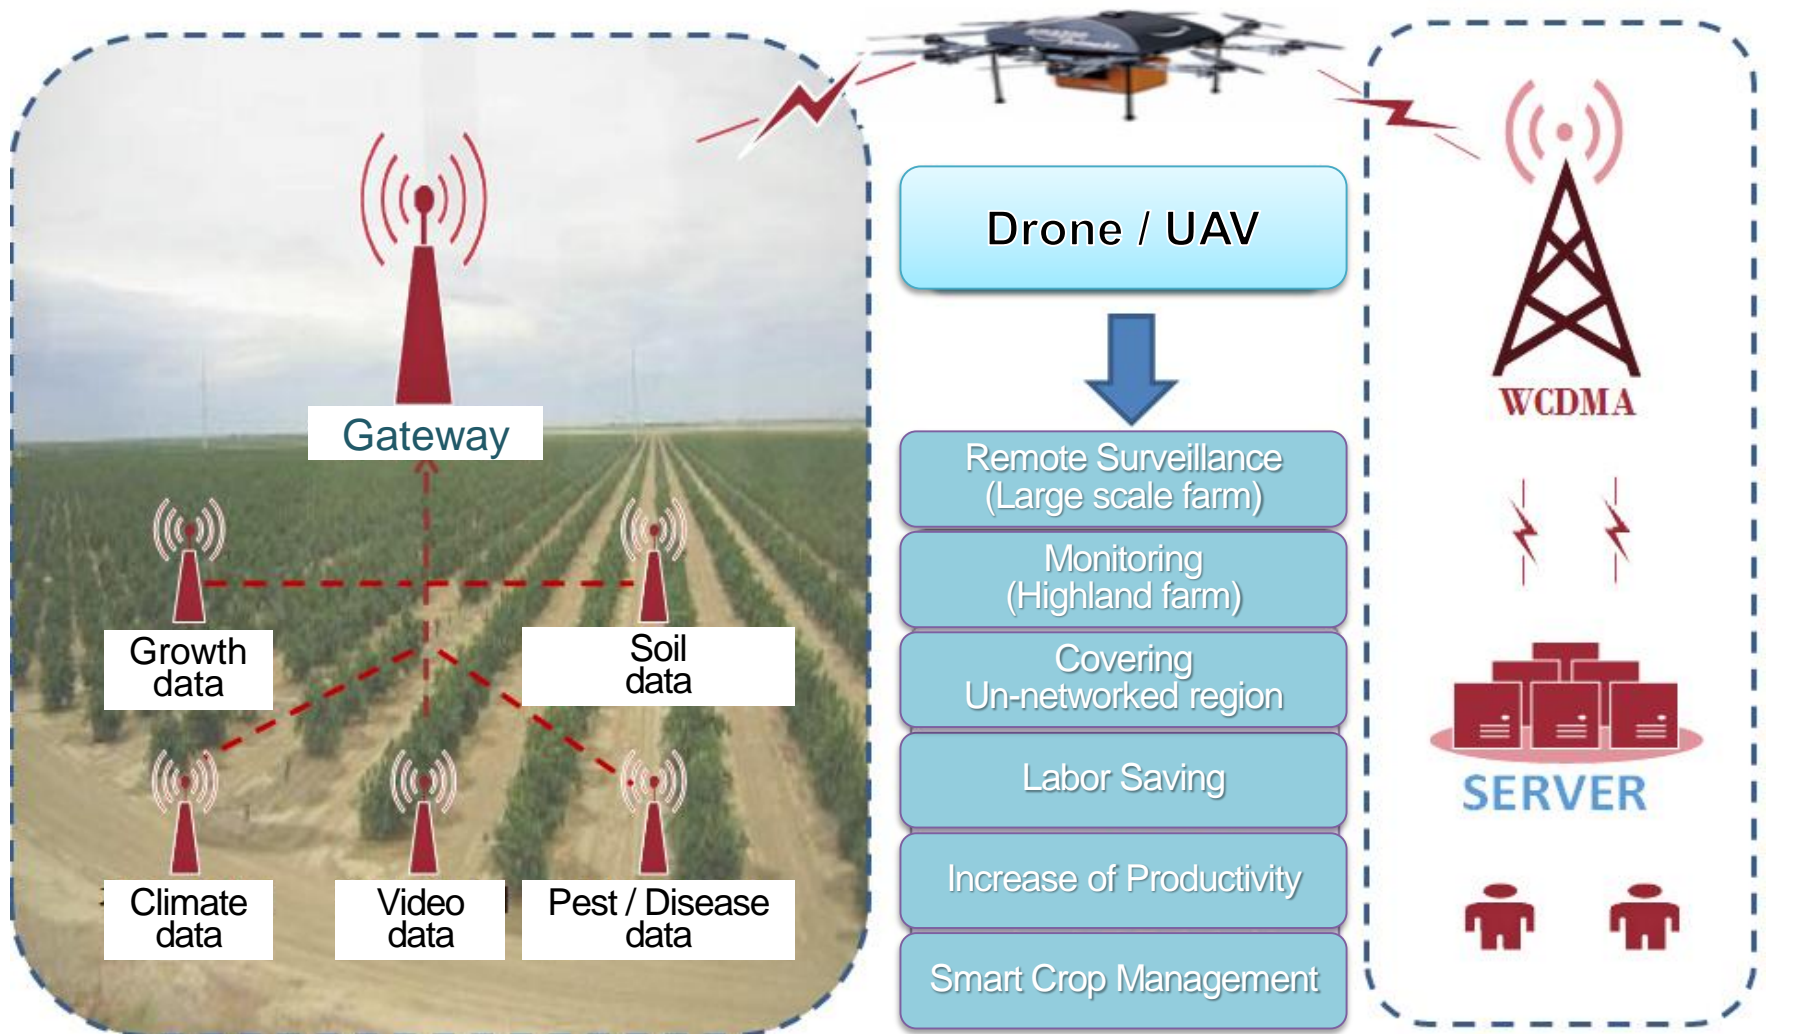 amazon
Drone / UAV
Gateway
Growth
data
Soil
data
Climate
data
Video
data
Pest / Disease
data
Remote Surveillance
(Large scale farm)
Monitoring
(Highland farm)
Covering
Un-networked region
Labor Saving
Increase of Productivity
Smart Crop Management
WCDMA
SERVER